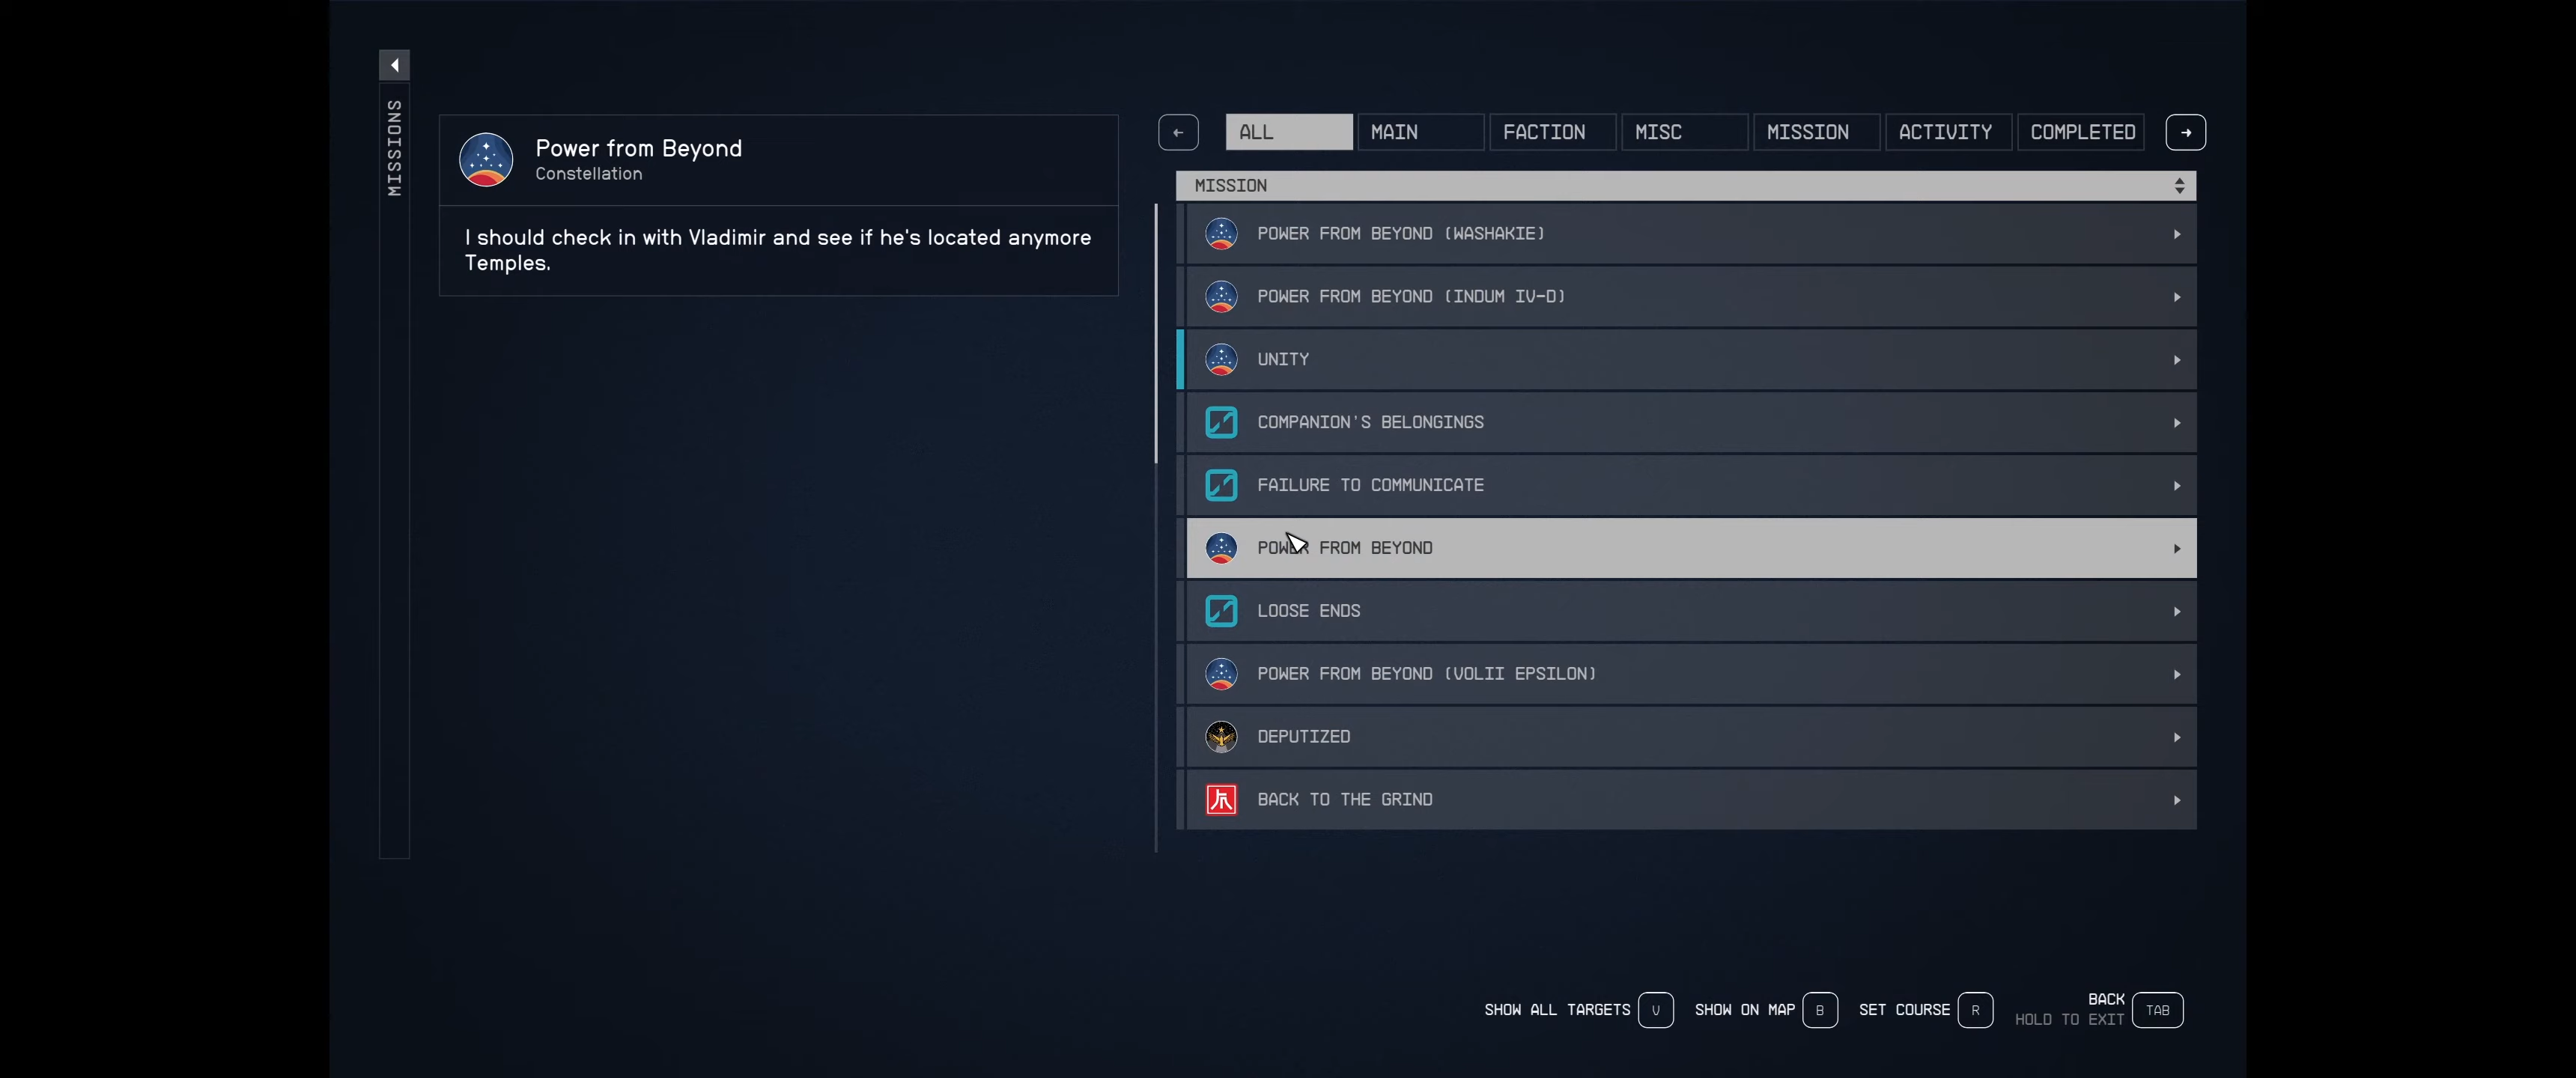 MISSIONS
Power from Beyond
Constellation
I should check in with Vladimir and see if he's located anymore
Temples.
ALL MAIN FACTION MISC MISSION ACTIVITY COMPLETED
MISSION
POWER FROM BEYOND (WASHAKIE)
POWER FROM BEYOND (INDUM IV-D)
UNITY
COMPANION'S BELONGINGS
FAILURE TO COMMUNICATE
POWER FROM BEYOND
LOOSE ENDS
POWER FROM BEYOND (VOLII EPSILON)
DEPUTIZED
BACK TO THE GRIND
SHOW ALL TARGETS V SHOW ON MAP B SET COURSE R BACK TAB
HOLD TO EXIT